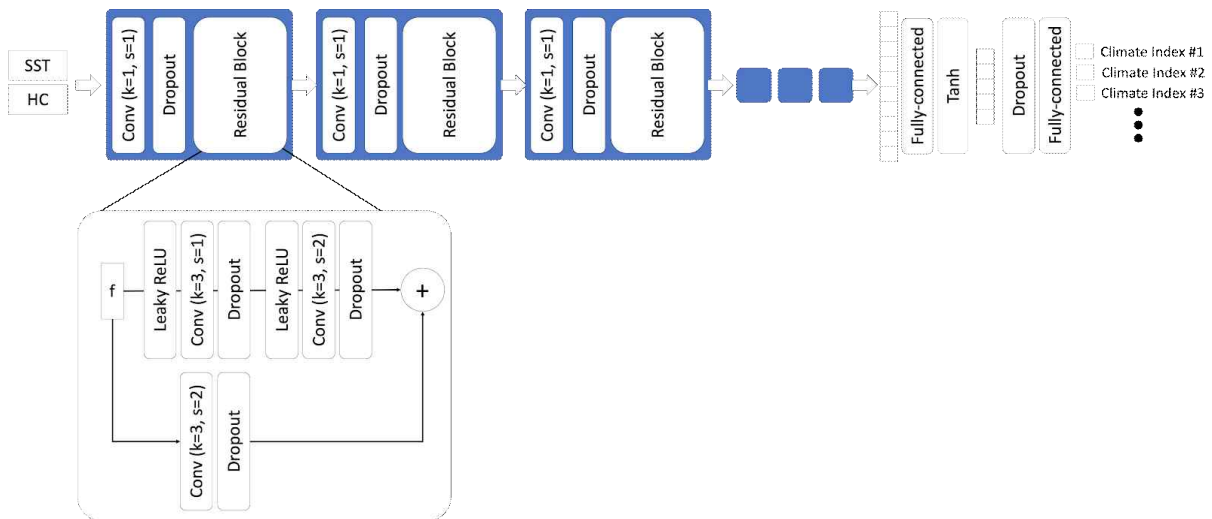 SST
HC
Conv (k=1, s=1)
Dropout
Residual Block
Conv (k=1, s=1)
Dropout
Residual Block
Conv (k=1, s=1)
Dropout
Residual Block
Fully-connected
Tanh
Dropout
Fully-connected
Climate Index #1
Climate Index #2
Climate Index #3
f
Leaky ReLU
Conv (k=3, s=1)
Dropout
Leaky ReLU
Conv (k=3, s=2)
Dropout
+
Conv (k=3, s=2)
Dropout